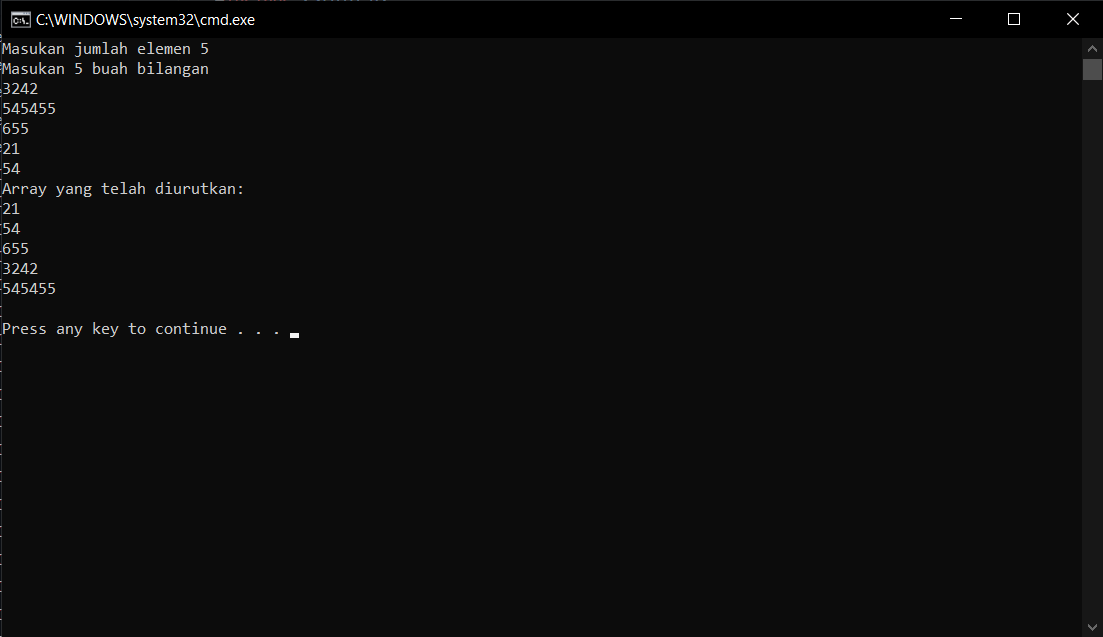 C:\WINDOWS\system32\cmd.exe
Masukan jumlah elemen 5
Masukan 5 buah bilangan
3242
545455
655
21
54
Array yang telah diurutkan:
21
54
655
3242
545455
Press any key to continue . . .